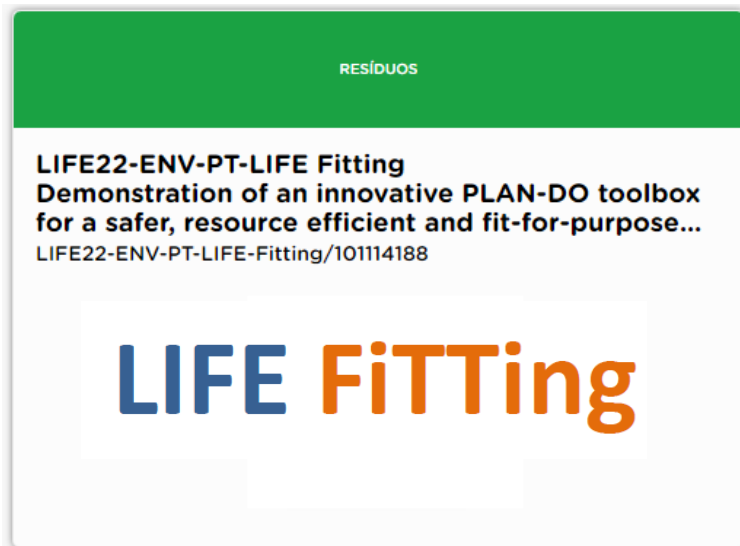 RESÍDUOS
LIFE22-ENV-PT-LIFE Fitting
Demonstration of an innovative PLAN-DO toolbox
for a safer, resource efficient and fit-for-purpose...
LIFE22-ENV-PT-LIFE-Fitting/101114188
LIFE FiTTing